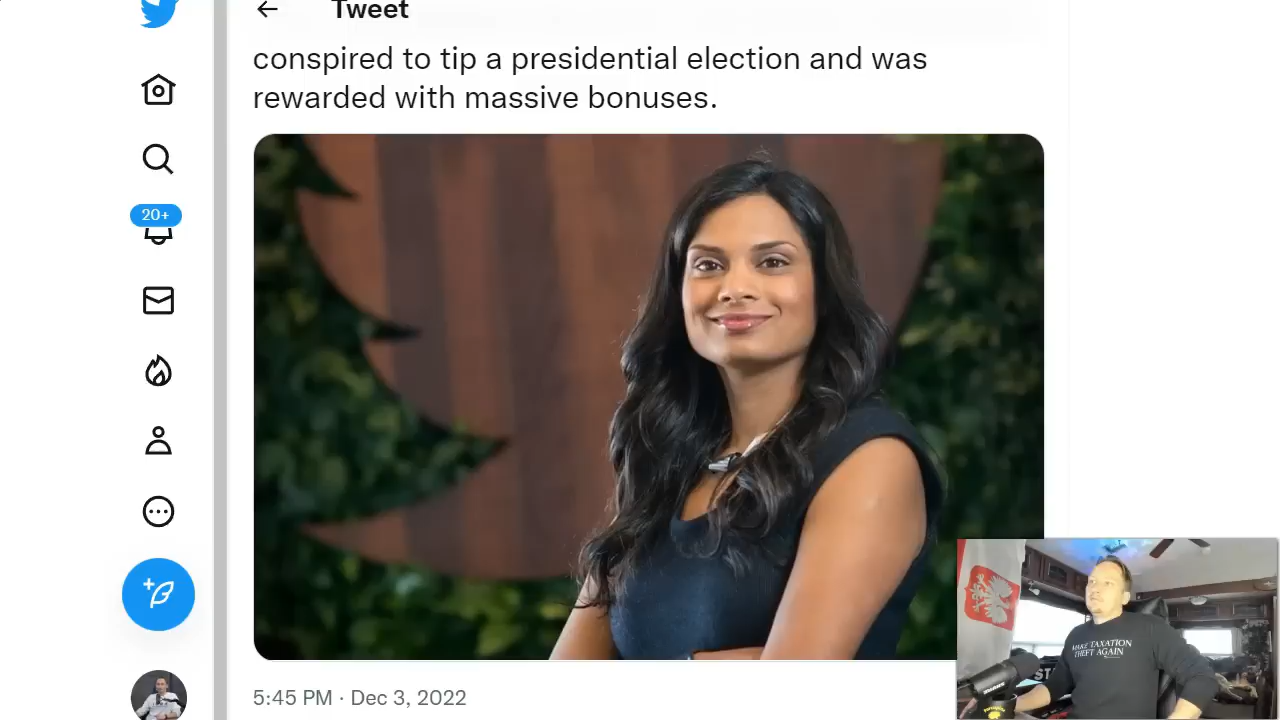 Tweet
conspired to tip a presidential election and was
rewarded with massive bonuses.
20+
5:45 PM · Dec 3, 2022
MAKE TAXATION
THEFT AGAIN